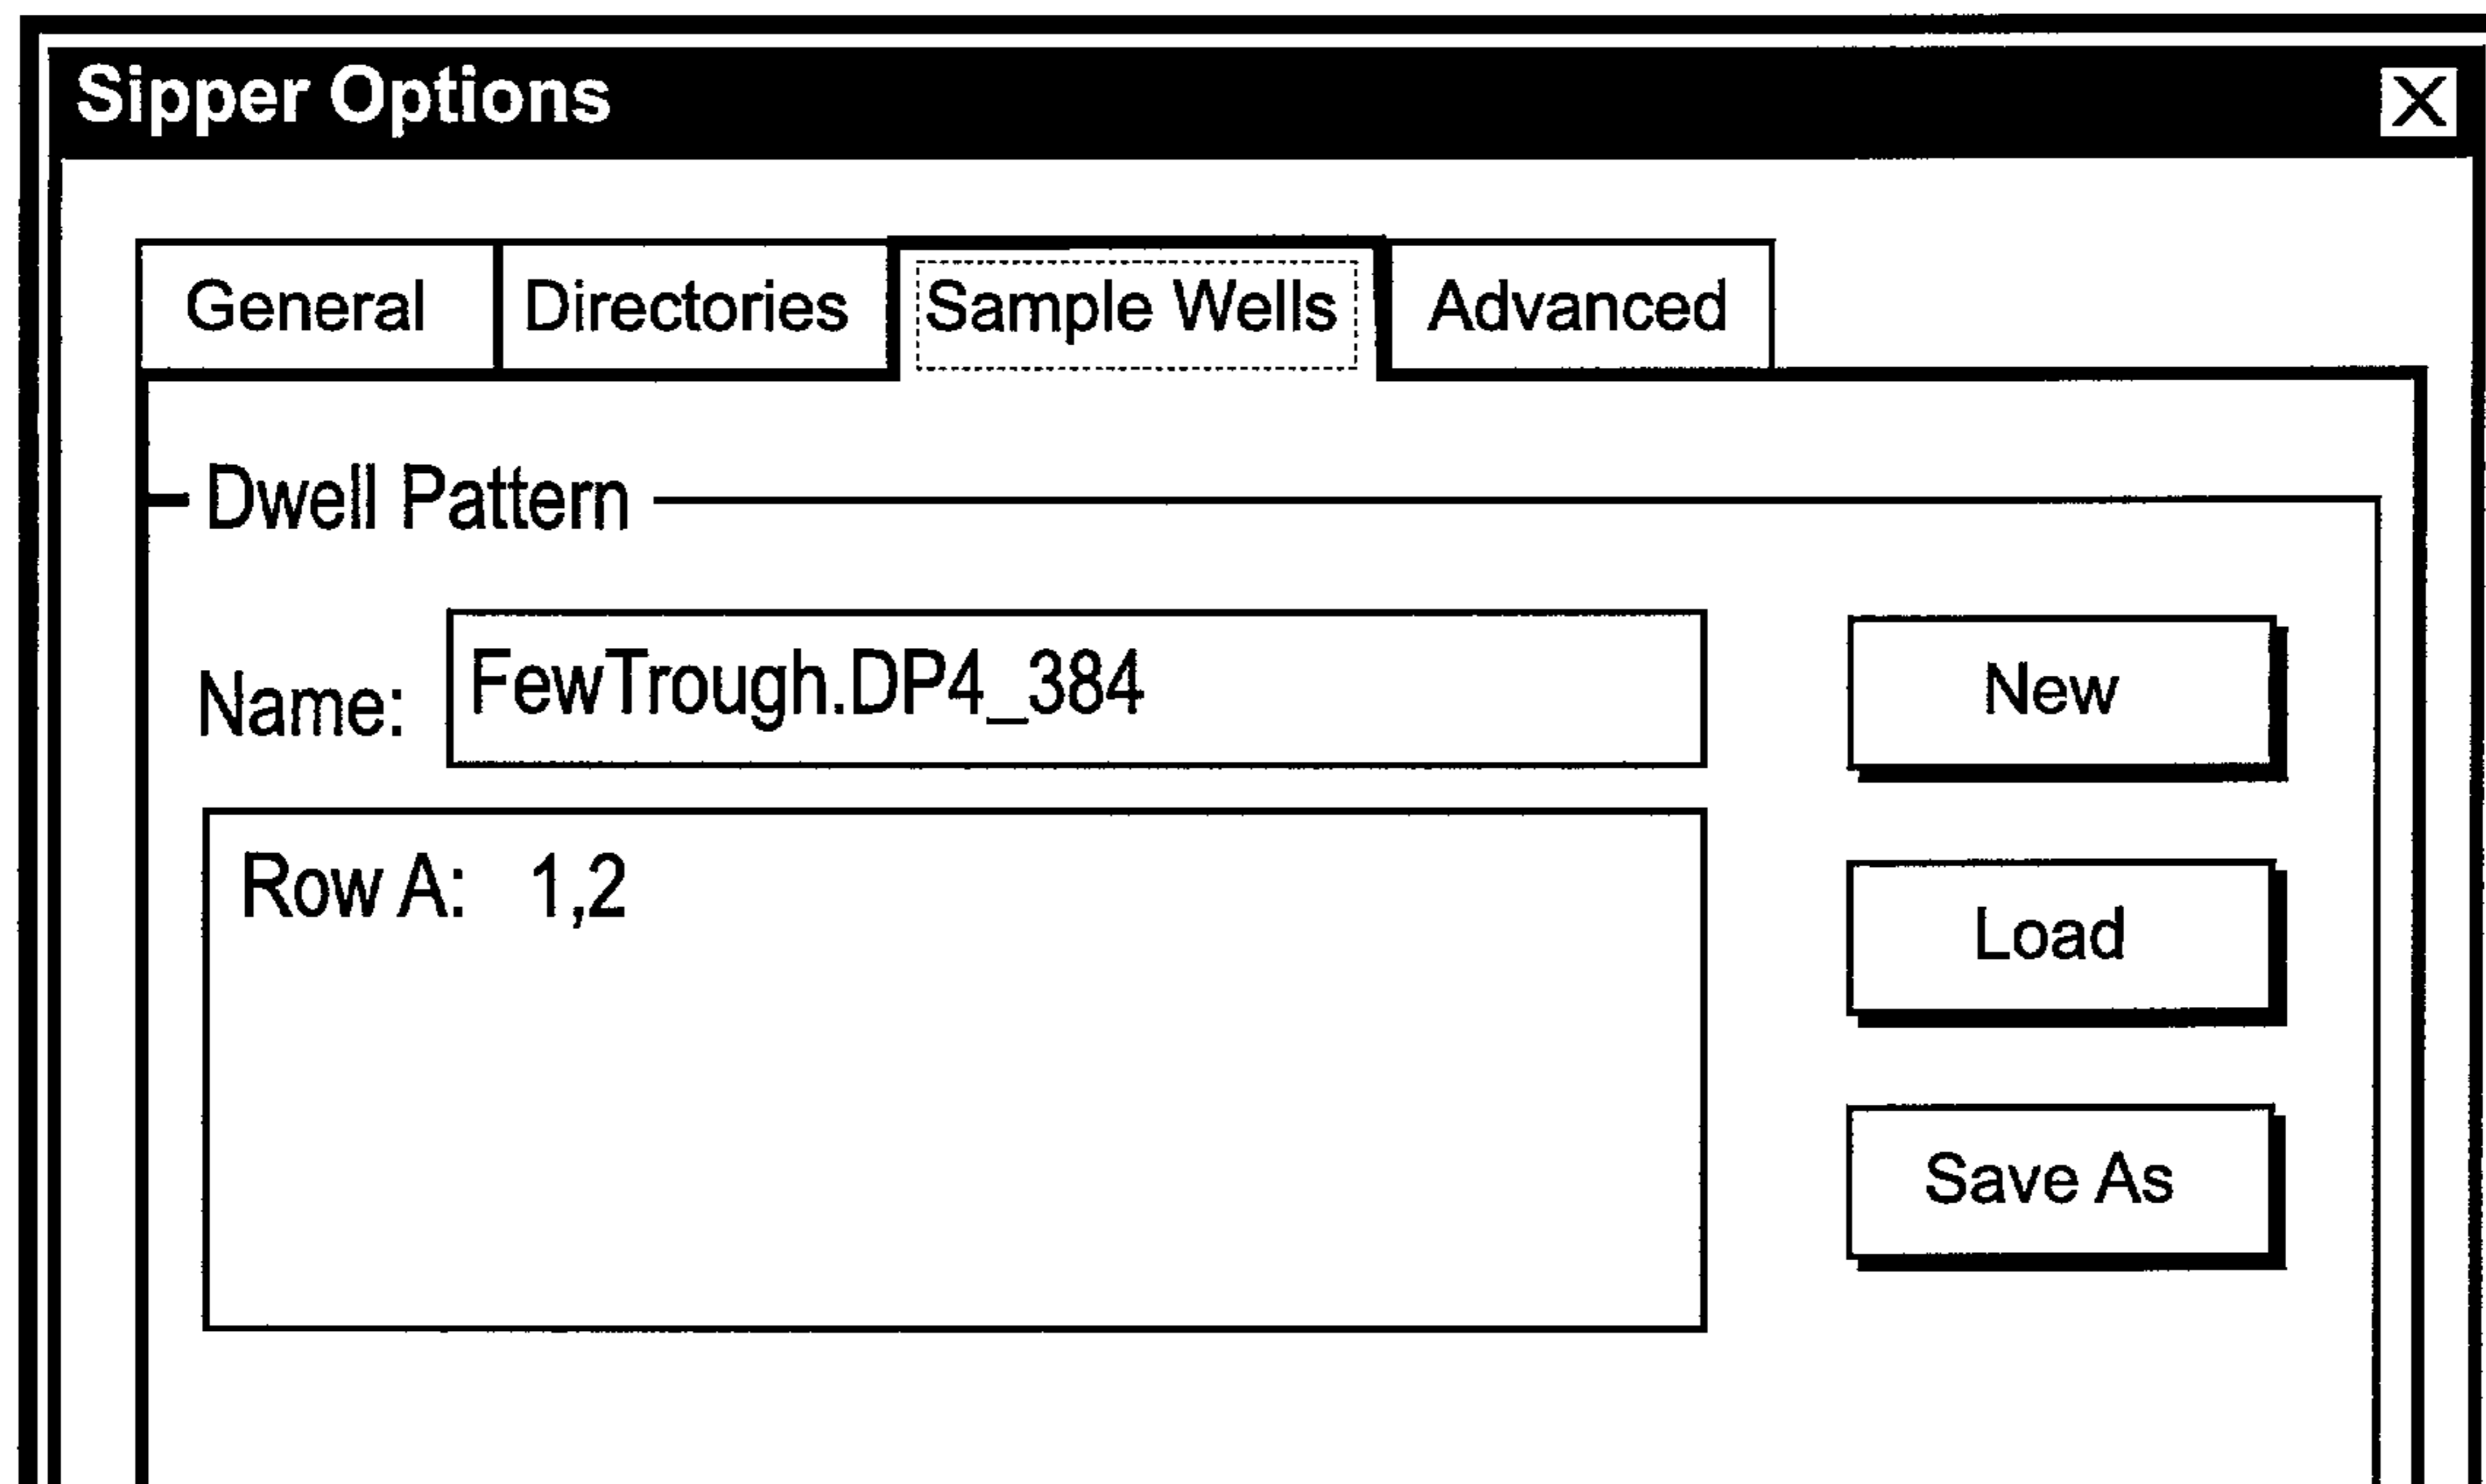 Sipper Options X
General Directories Sample Wells Advanced
Dwell Pattern
Name: FewTrough.DP4_384 New
Row A: 1,2
Load
Save As